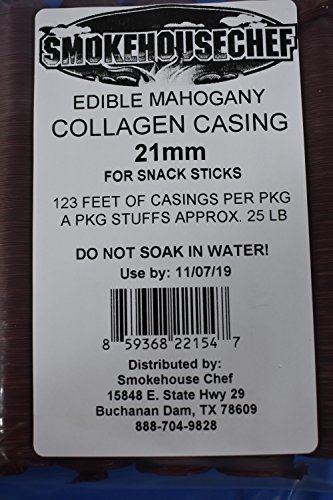 SMOKEHOUSECHEF
EDIBLE MAHOGANY
COLLAGEN CASING
21mm
FOR SNACK STICKS
123 FEET OF CASINGS PER PKG
A PKG STUFFS APPROX. 25 LB
DO NOT SOAK IN WATER!
Use by: 11/07/19
8 59368 22154 7
Distributed by:
Smokehouse Chef
15848 E. State Hwy 29
Buchanan Dam, TX 78609
888-704-9828